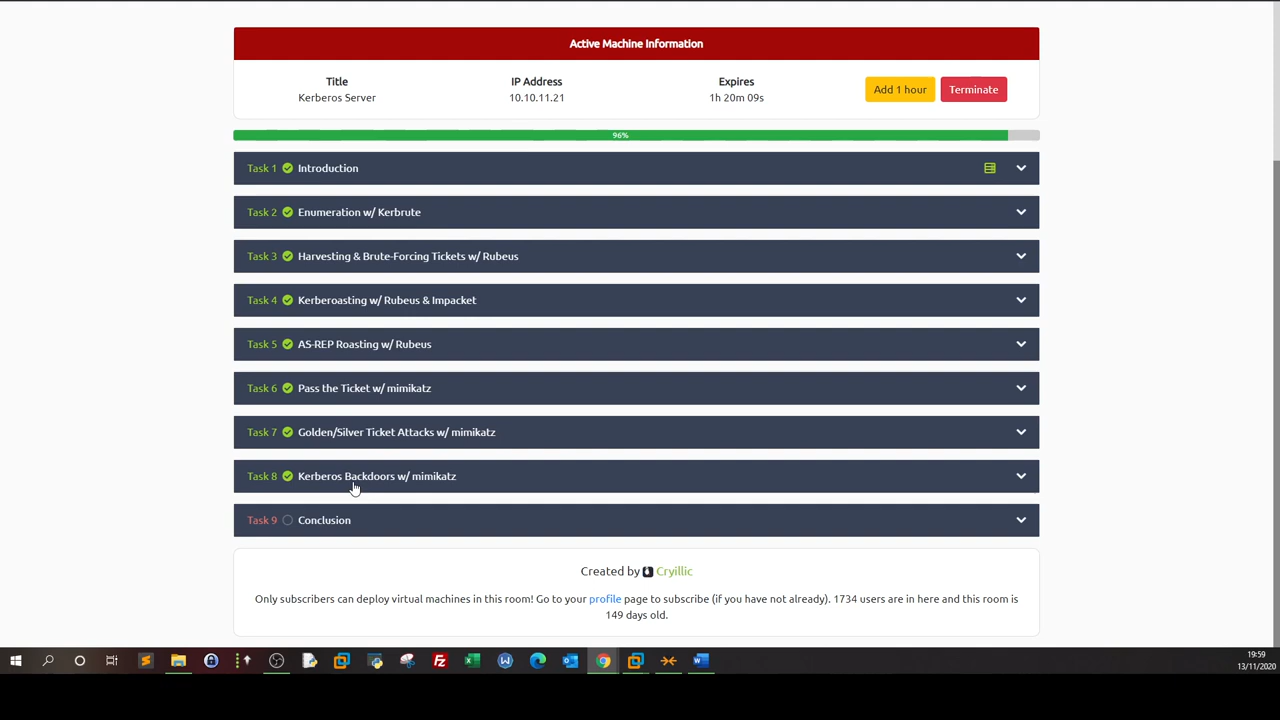 Active Machine Information
Title
IP Address
Expires
Kerberos Server
10.10.11.21
1h 20m 09s
Add 1 hour
Terminate
96%
Task 1 Introduction
Task 2 Enumeration w/ Kerbrute
Task 3 Harvesting & Brute-Forcing Tickets w/ Rubeus
Task 4 Kerberoasting w/ Rubeus & Impacket
Task 5 AS-REP Roasting w/ Rubeus
Task 6 Pass the Ticket w/ mimikatz
Task 7 Golden/Silver Ticket Attacks w/ mimikatz
Task 8 Kerberos Backdoors w/ mimikatz
Task 9 Conclusion
Created by Cryillic
Only subscribers can deploy virtual machines in this room! Go to your profile page to subscribe (if you have not already). 1734 users are in here and this room is
149 days old.
19:59
13/11/2020